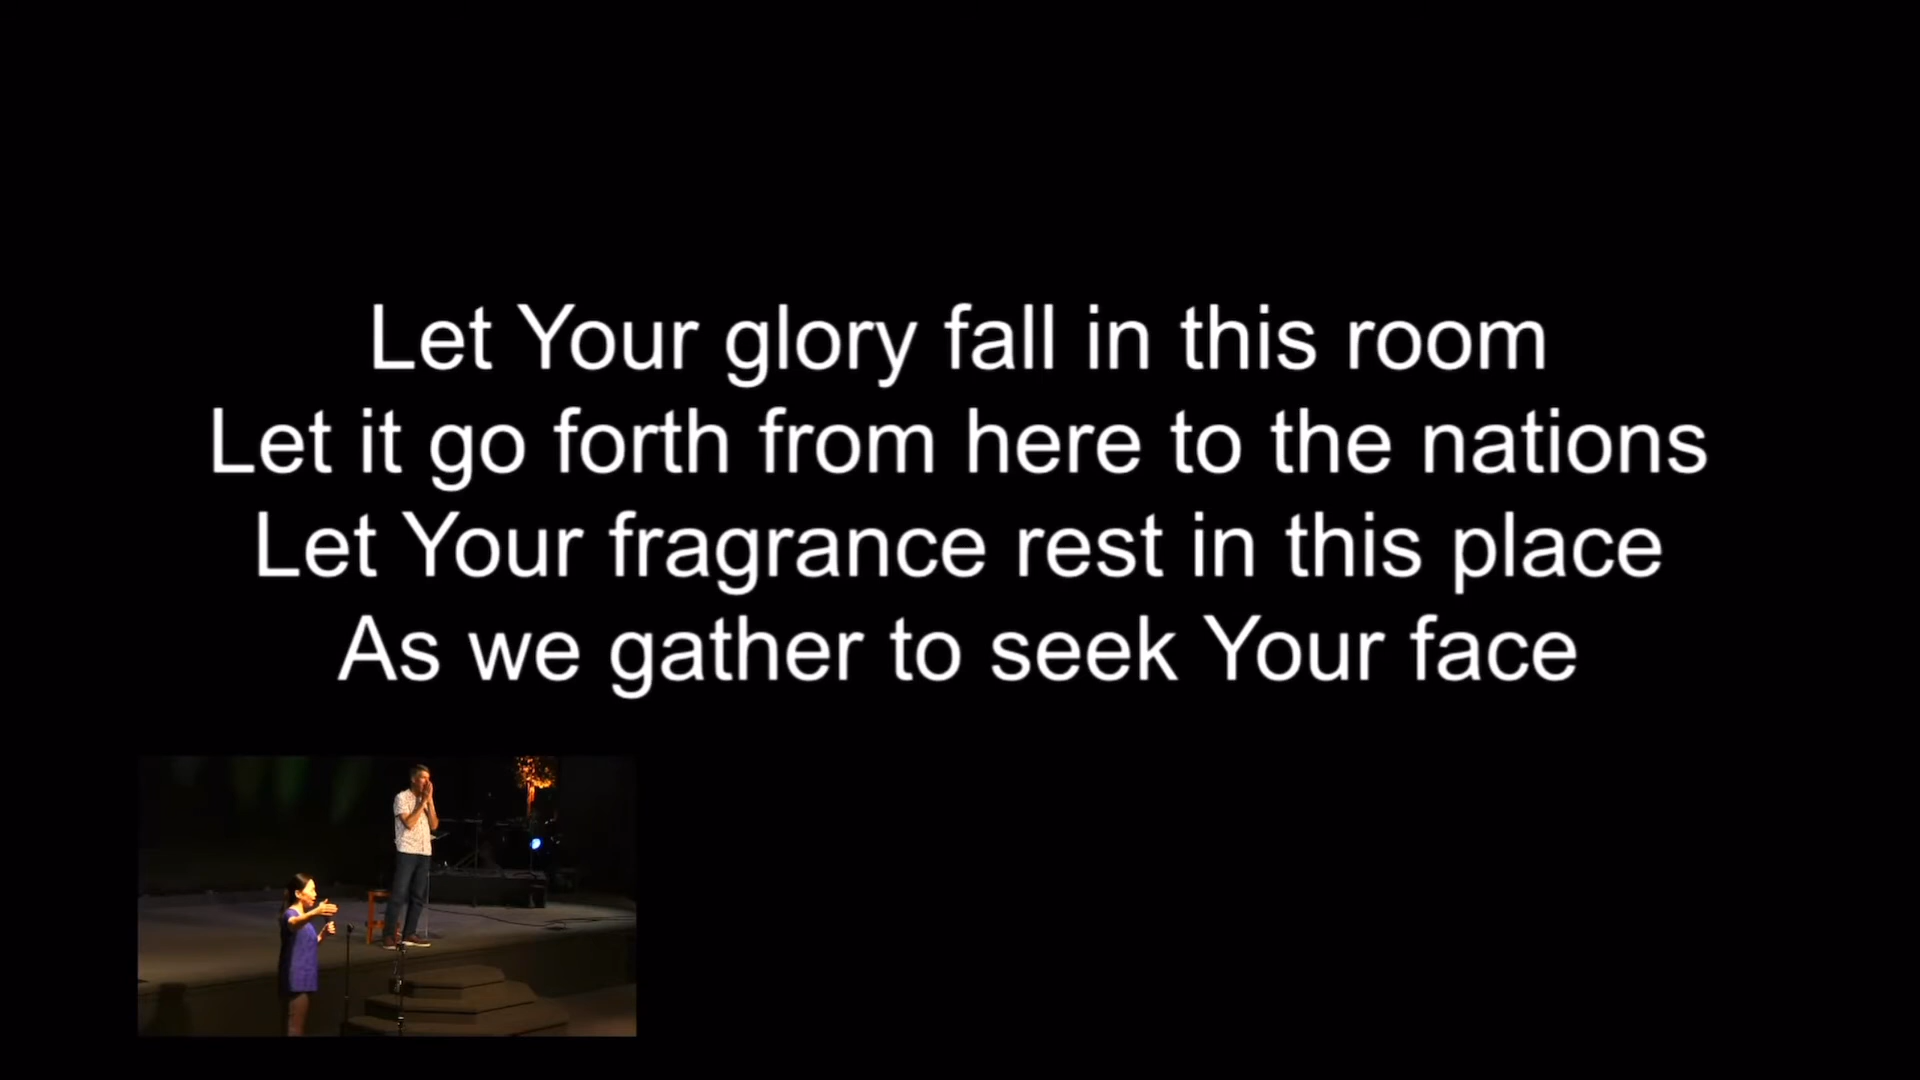 Let Your glory fall in this room
Let it go forth from here to the nations
Let Your fragrance rest in this place
As we gather to seek Your face